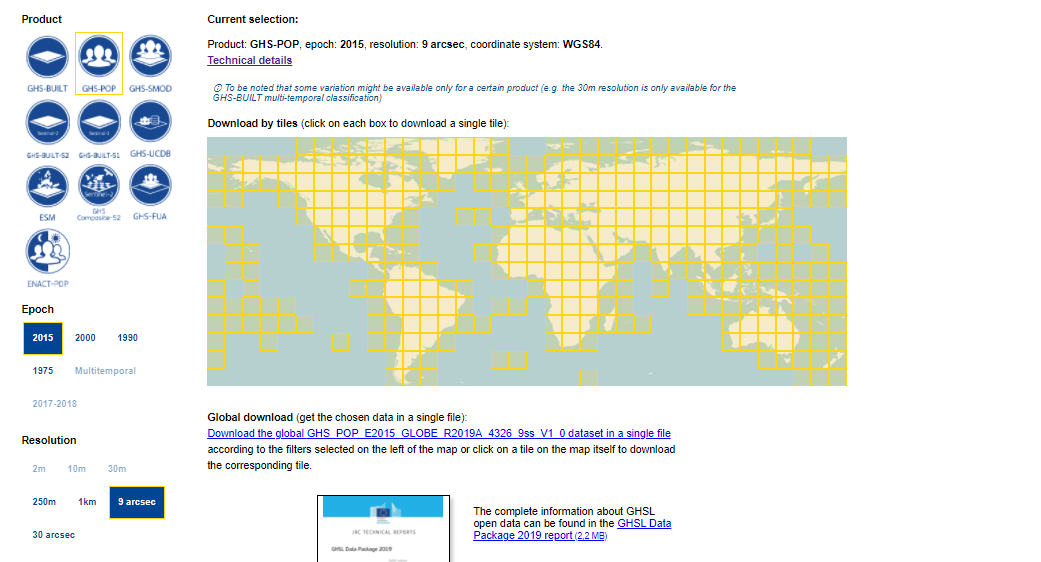 Product
GHS-BUILT
GHS-POP
GHS-SMOD
Sentinel-2
GHS-BUILT-S2
GHS-BUILT-S1
GHS-UCDB
Sentinel-2
ESM
GHS
Composite-S2
GHS-FUA
ENACT-POP
Epoch
2015 2000 1990
1975 Multitemporal
2017-2018
Resolution
2m 10m 30m
250m 1km 9 arcsec
30 arcsec
Current selection:
Product: GHS-POP, epoch: 2015, resolution: 9 arcsec, coordinate system: WGS84.
Technical details
ⓘ To be noted that some variation might be available only for a certain product (e.g. the 30m resolution is only available for the
GHS-BUILT multi-temporal classification)
Download by tiles (click on each box to download a single tile):
Global download (get the chosen data in a single file):
Download the global GHS_POP_E2015_GLOBE_R2019A_4326_9ss_V1_0 dataset in a single file
according to the filters selected on the left of the map or click on a tile on the map itself to download
the corresponding tile.
JRC TECHNICAL REPORTS
GHSL Data Package 2019
The complete information about GHSL
open data can be found in the GHSL Data
Package 2019 report (2,2 MB)